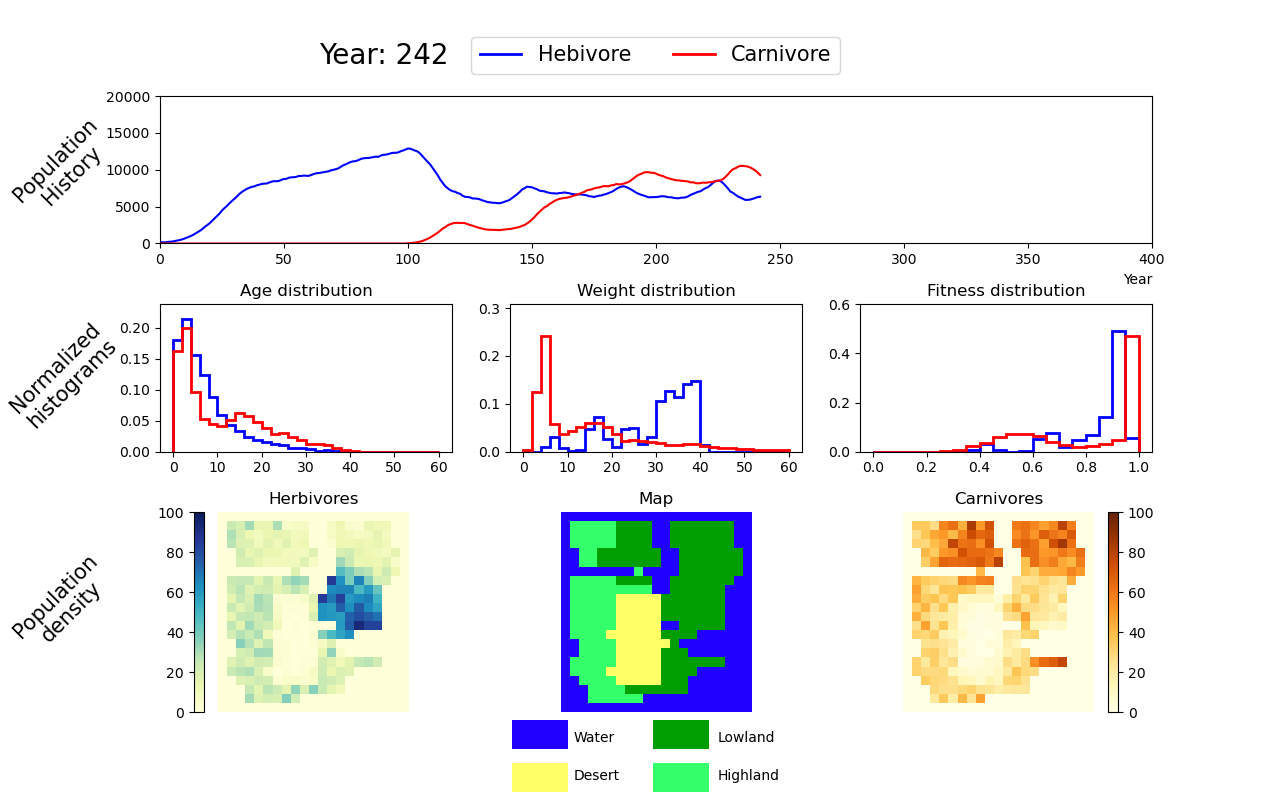 Year: 242
Hebivore
Carnivore
Population
History
20000
15000
10000
5000
0
0 50 100 150 200 250 300 350 400
Year
Normalized
histograms
Age distribution
0.20
0.15
0.10
0.05
0.00
0 10 20 30 40 50 60
Weight distribution
0.3
0.2
0.1
0.0
0 10 20 30 40 50 60
Fitness distribution
0.6
0.4
0.2
0.0
0.0 0.2 0.4 0.6 0.8 1.0
Population
density
Herbivores
100
80
60
40
20
0
Map
Carnivores
100
80
60
40
20
0
Water
Lowland
Desert
Highland